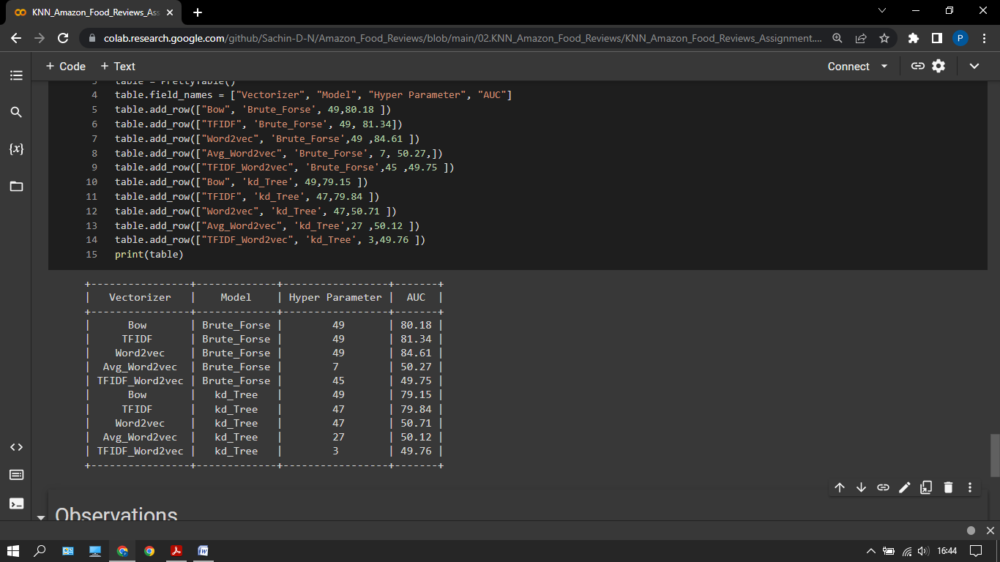 KNN_Amazon_Food_Reviews_Ass
colab.research.google.com/github/Sachin-D-N/Amazon_Food_Reviews/blob/main/02.KNN_Amazon_Food_Reviews/KNN_Amazon_Food_Reviews_Assignment....
P
+ Code + Text
Connect
3 table = PrettyTable()
4 table.field_names = ["Vectorizer", "Model", "Hyper Parameter", "AUC"]
5 table.add_row(["Bow", 'Brute_Forse', 49,80.18 ])
6 table.add_row(["TFIDF", 'Brute_Forse', 49, 81.34])
7 table.add_row(["Word2vec", 'Brute_Forse',49 ,84.61 ])
8 table.add_row(["Avg_Word2vec", 'Brute_Forse', 7, 50.27,])
9 table.add_row(["TFIDF_Word2vec", 'Brute_Forse',45 ,49.75 ])
10 table.add_row(["Bow", 'kd_Tree', 49,79.15 ])
11 table.add_row(["TFIDF", 'kd_Tree', 47,79.84 ])
12 table.add_row(["Word2vec", 'kd_Tree', 47,50.71 ])
13 table.add_row(["Avg_Word2vec", 'kd_Tree',27 ,50.12 ])
14 table.add_row(["TFIDF_Word2vec", 'kd_Tree', 3,49.76 ])
15 print(table)
+----------------+-------------+-----------------+-------+
|   Vectorizer   |    Model    | Hyper Parameter |  AUC  |
+----------------+-------------+-----------------+-------+
|      Bow       | Brute_Forse |        49       | 80.18 |
|     TFIDF      | Brute_Forse |        49       | 81.34 |
|    Word2vec    | Brute_Forse |        49       | 84.61 |
|  Avg_Word2vec  | Brute_Forse |        7        | 50.27 |
| TFIDF_Word2vec | Brute_Forse |        45       | 49.75 |
|      Bow       |   kd_Tree   |        49       | 79.15 |
|     TFIDF      |   kd_Tree   |        47       | 79.84 |
|    Word2vec    |   kd_Tree   |        47       | 50.71 |
|  Avg_Word2vec  |   kd_Tree   |        27       | 50.12 |
| TFIDF_Word2vec |   kd_Tree   |        3        | 49.76 |
+----------------+-------------+-----------------+-------+
Observations
16:44